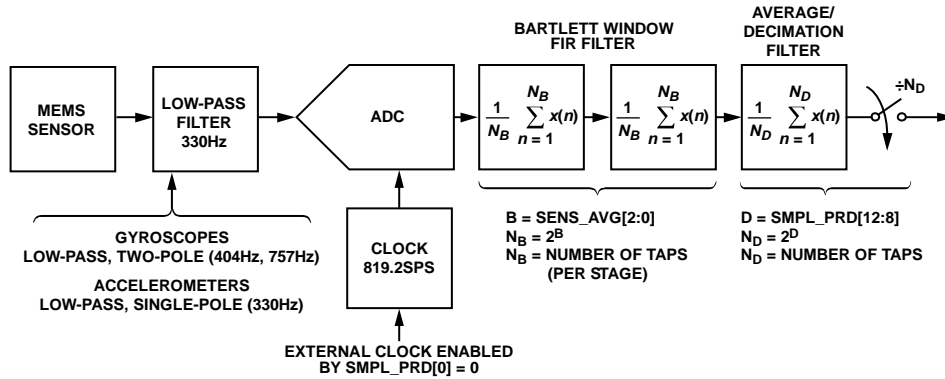 BARTLETT WINDOW
FIR FILTER
AVERAGE/
DECIMATION
FILTER
MEMS
SENSOR
LOW-PASS
FILTER
330Hz
ADC
1/N_B N_B ∑ n = 1 x(n)
1/N_B N_B ∑ n = 1 x(n)
1/N_D N_D ∑ n = 1 x(n)
÷N_D
GYROSCOPES
LOW-PASS, TWO-POLE (404Hz, 757Hz)
ACCELEROMETERS
LOW-PASS, SINGLE-POLE (330Hz)
CLOCK
819.2SPS
B = SENS_AVG[2:0]
N_B = 2^B
N_B = NUMBER OF TAPS
(PER STAGE)
D = SMPL_PRD[12:8]
N_D = 2^D
N_D = NUMBER OF TAPS
EXTERNAL CLOCK ENABLED
BY SMPL_PRD[0] = 0